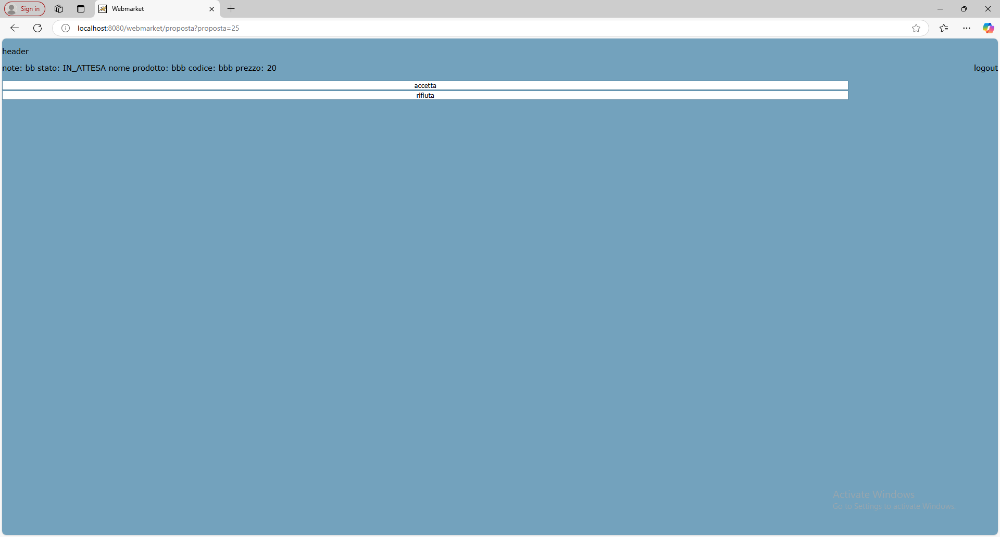 Sign in
Webmarket
localhost:8080/webmarket/proposta?proposta=25
header
note: bb stato: IN_ATTESA nome prodotto: bbb codice: bbb prezzo: 20
logout
accetta
rifiuta
Activate Windows
Go to Settings to activate Windows.